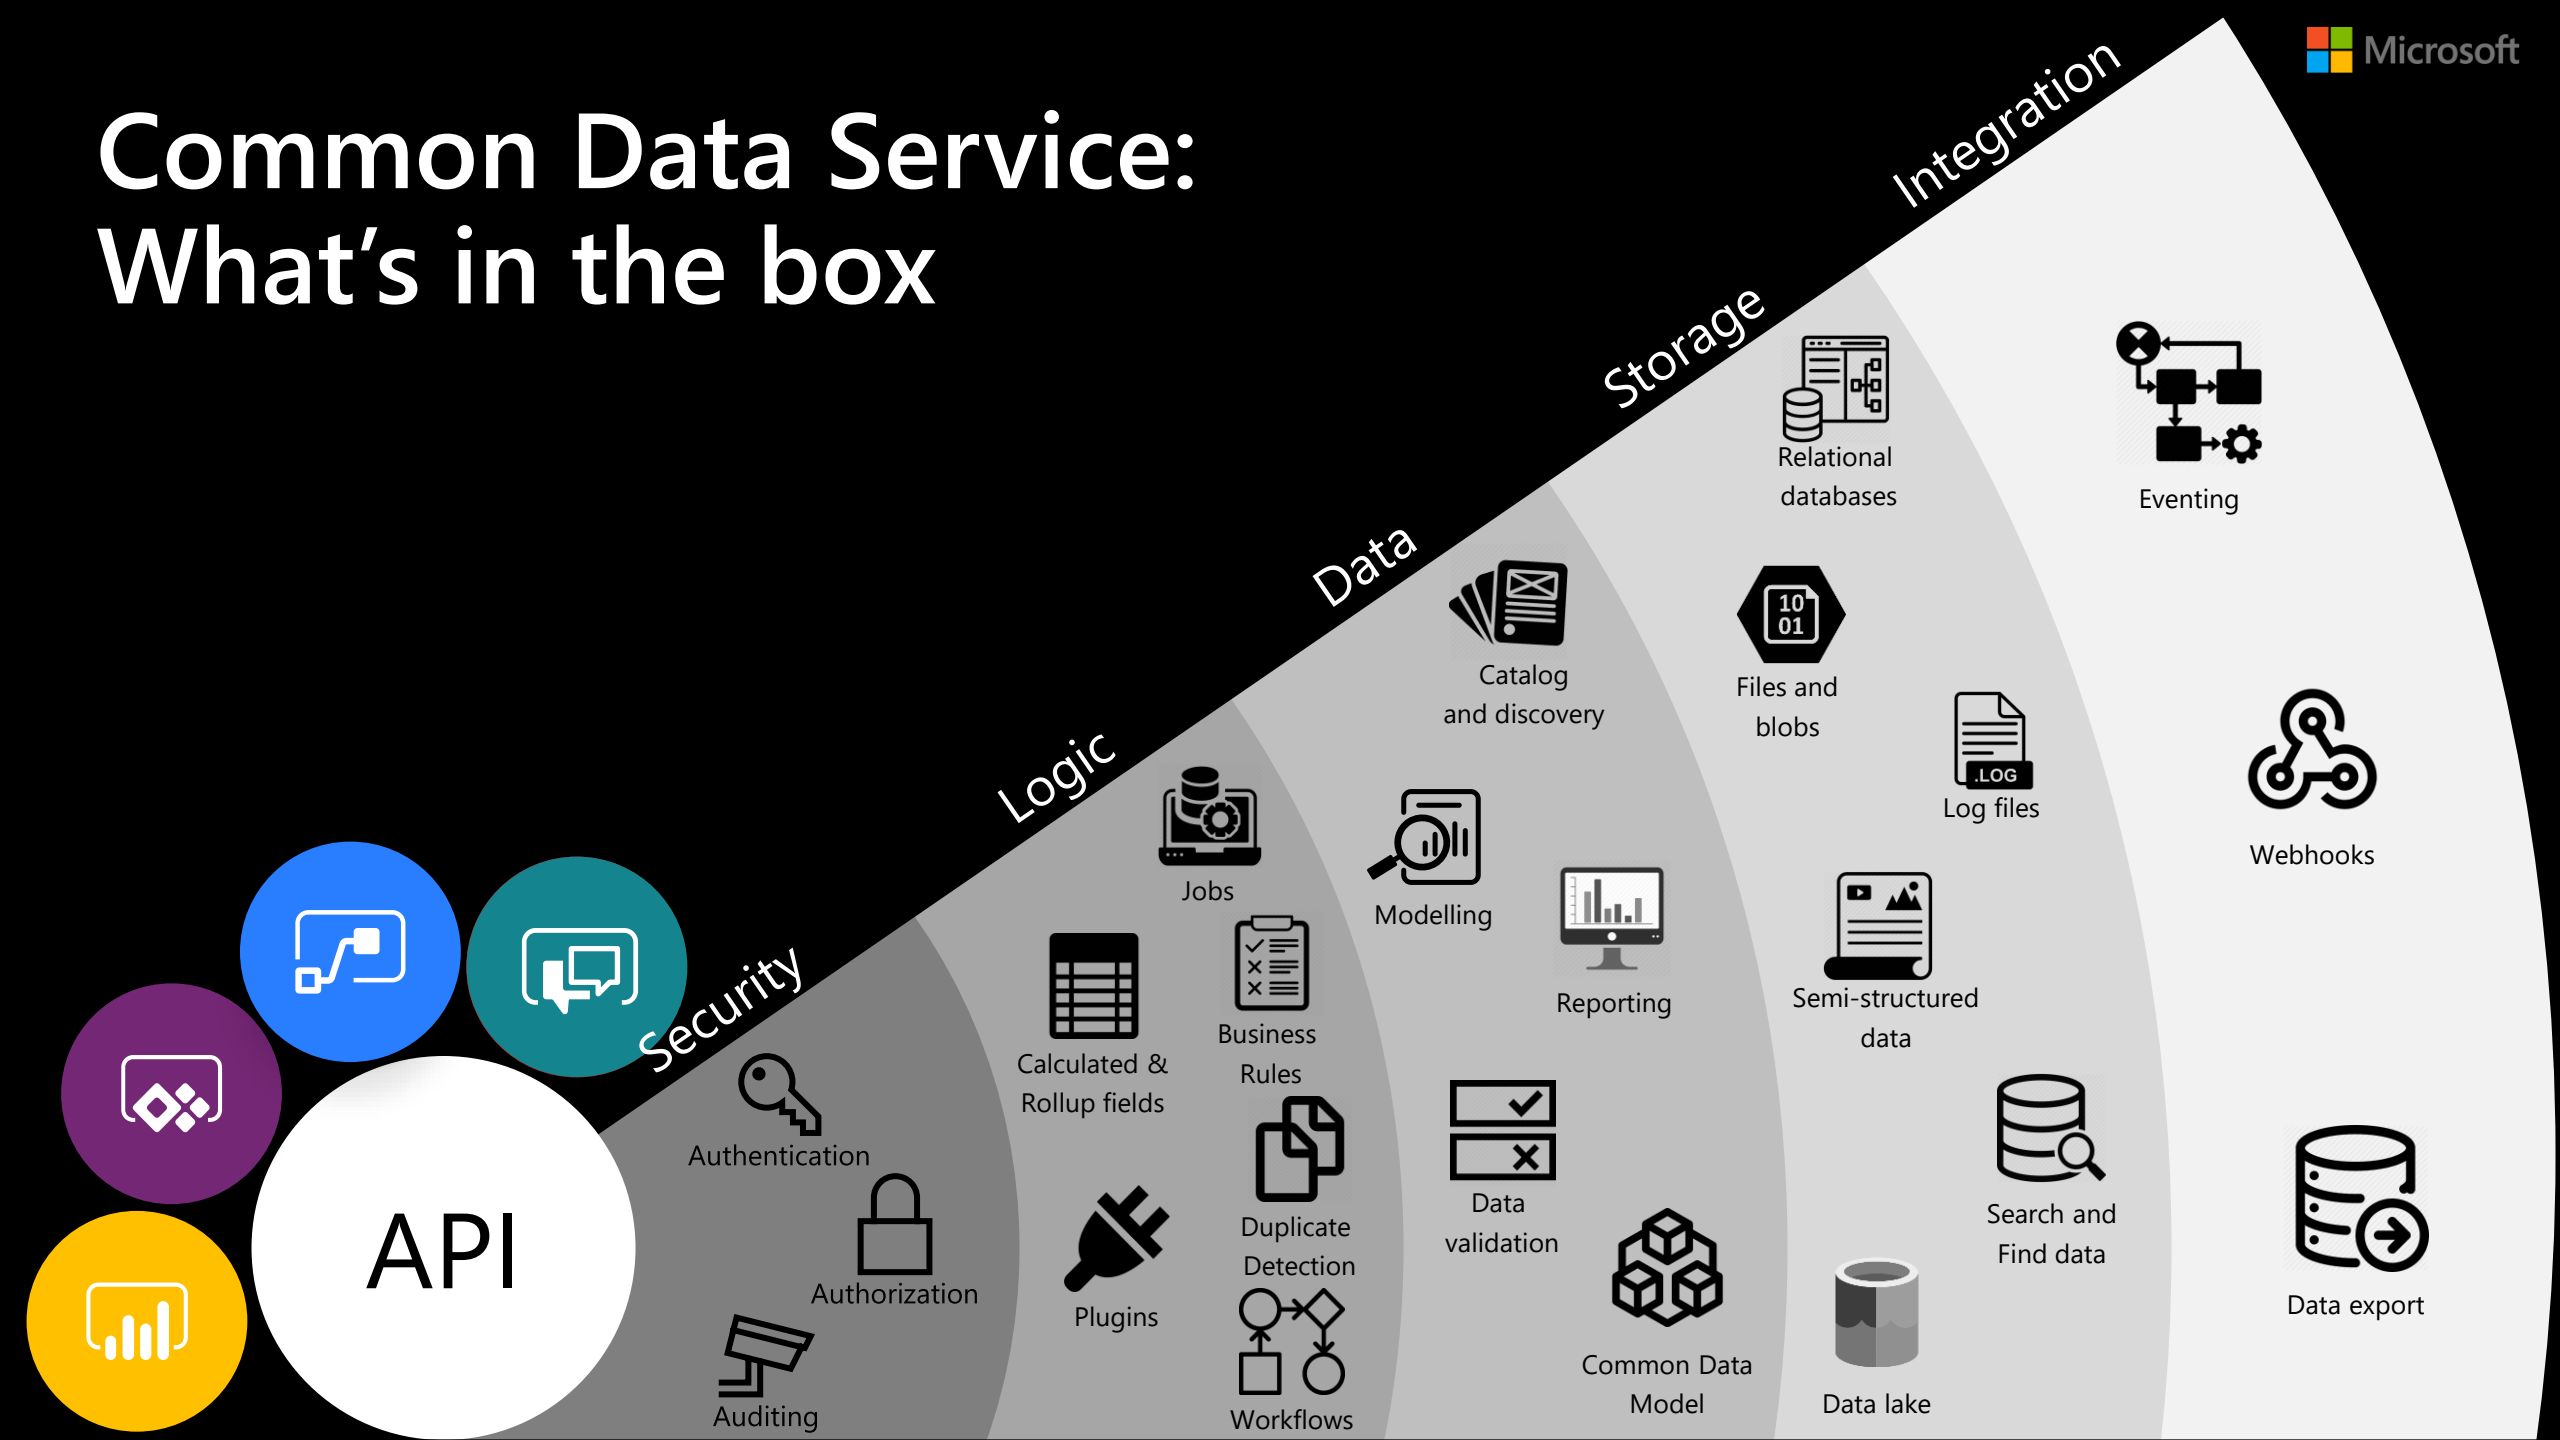 Microsoft
Common Data Service:
What's in the box
Integration
Storage
Data
Logic
Security
API
Authentication
Authorization
Auditing
Jobs
Calculated &
Rollup fields
Business
Rules
Plugins
Duplicate
Detection
Workflows
Catalog
and discovery
Modelling
Reporting
Data
validation
Common Data
Model
Relational
databases
10
01
Files and
blobs
.LOG
Log files
Semi-structured
data
Search and
Find data
Data lake
Eventing
Webhooks
Data export